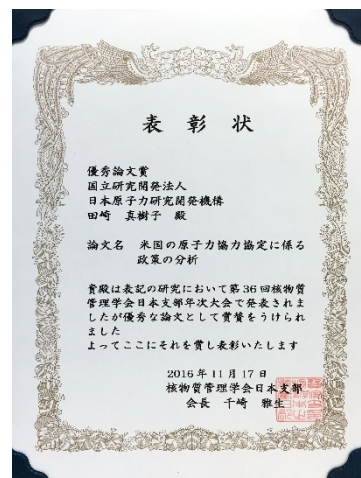 表彰状
優秀論文賞
国立研究開発法人
日本原子力研究開発機構
田崎 真樹子 殿
論文名 米国の原子力協力協定に係る
政策の分析
貴殿は表記の研究において第36回核物質
管理学会日本支部年次大会で発表されま
したが優秀な論文として賞賛をうけられ
ました
よってここにそれを賞し表彰いたします
2016年11月17日
核物質管理学会日本支部
会長 千崎 雅生